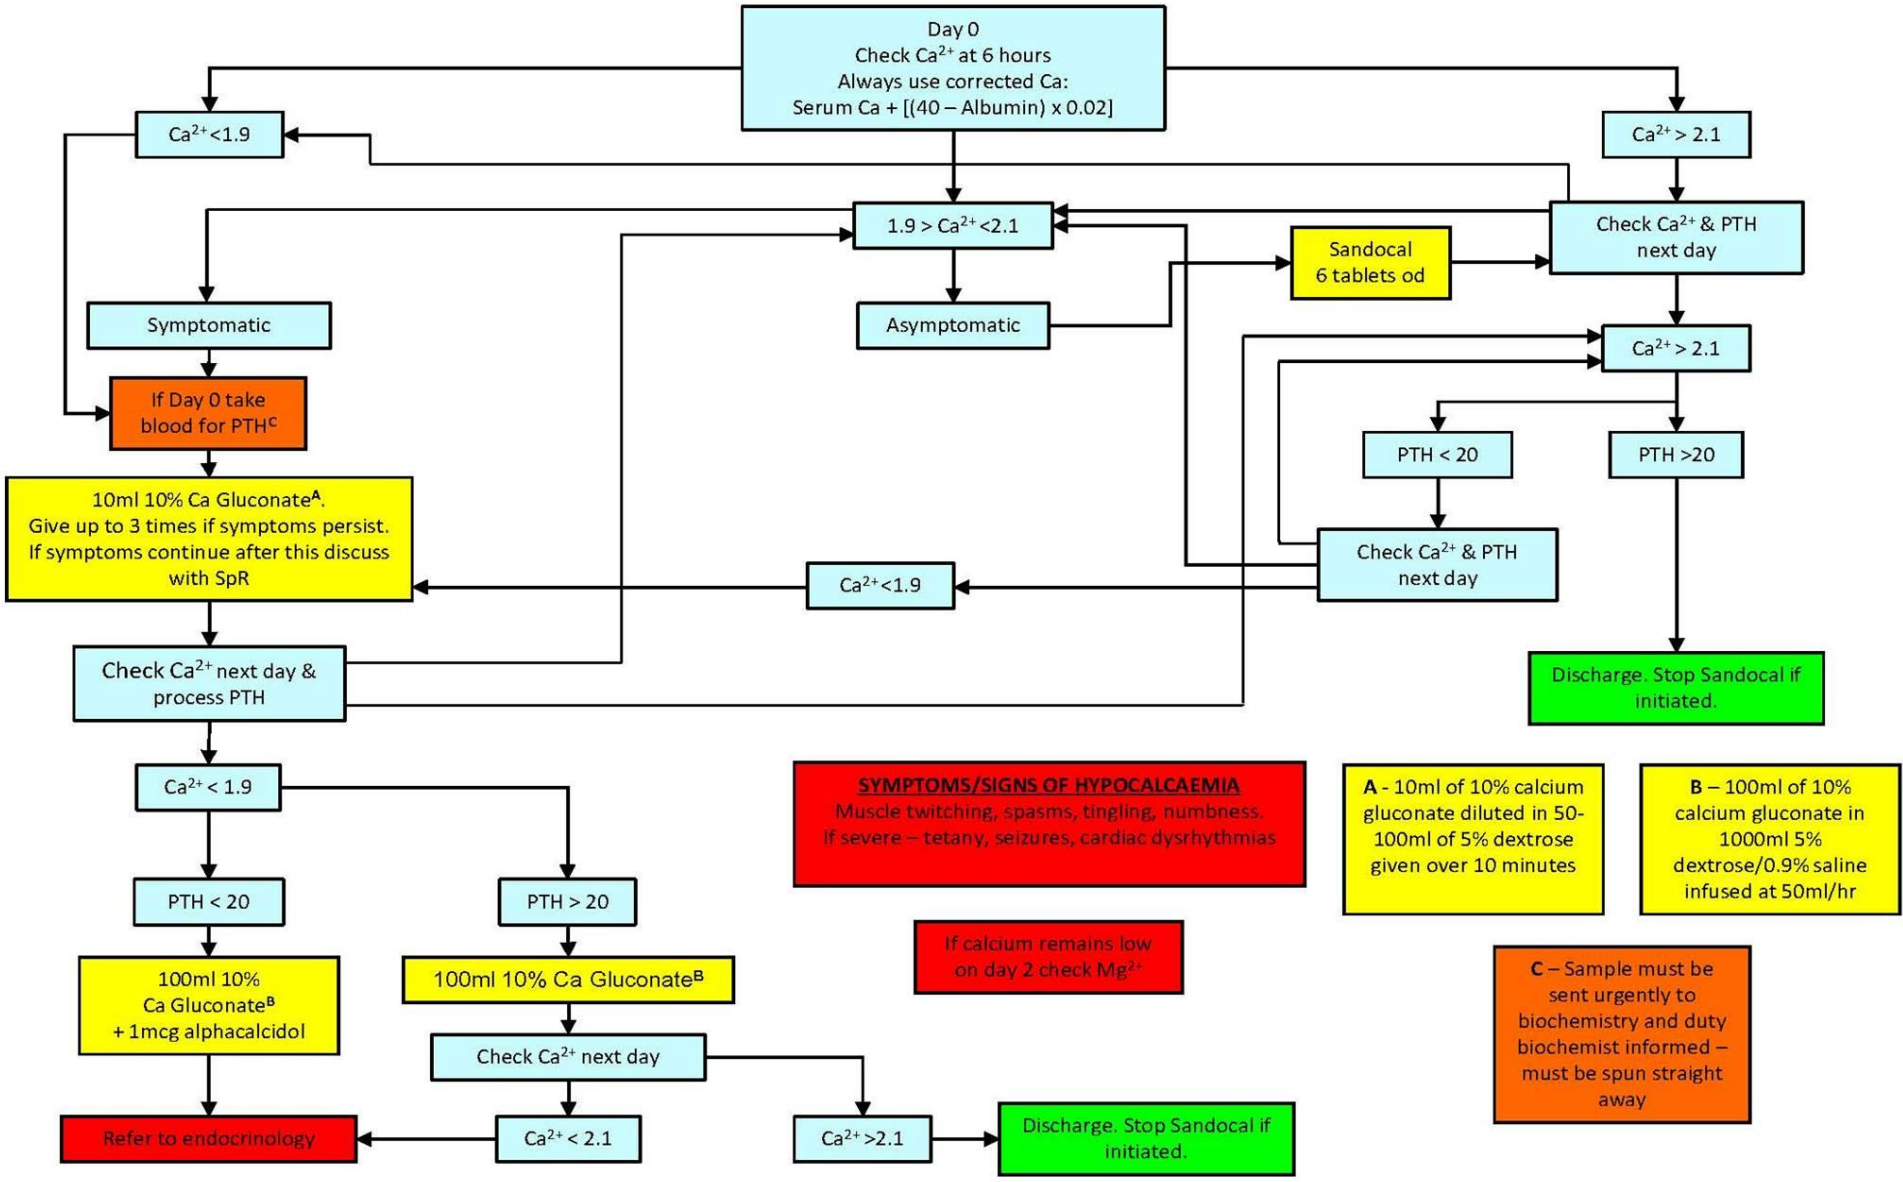 Day 0
Check Ca²⁺ at 6 hours
Always use corrected Ca:
Serum Ca + [(40 – Albumin) x 0.02]
Ca²⁺ <1.9
Ca²⁺ > 2.1
1.9 > Ca²⁺ <2.1
Check Ca²⁺ & PTH
next day
Sandocal
6 tablets od
Symptomatic
Asymptomatic
Ca²⁺ > 2.1
If Day 0 take
blood for PTHᶜ
PTH < 20
PTH >20
10ml 10% Ca Gluconateᴬ.
Give up to 3 times if symptoms persist.
If symptoms continue after this discuss
with SpR
Check Ca²⁺ & PTH
next day
Ca²⁺ <1.9
Check Ca²⁺ next day &
process PTH
Discharge. Stop Sandocal if
initiated.
Ca²⁺ < 1.9
SYMPTOMS/SIGNS OF HYPOCALCAEMIA
Muscle twitching, spasms, tingling, numbness.
If severe – tetany, seizures, cardiac dysrhythmias
A - 10ml of 10% calcium
gluconate diluted in 50-
100ml of 5% dextrose
given over 10 minutes
B – 100ml of 10%
calcium gluconate in
1000ml 5%
dextrose/0.9% saline
infused at 50ml/hr
PTH < 20
PTH > 20
If calcium remains low
on day 2 check Mg²⁺
100ml 10%
Ca Gluconateᴮ
+ 1mcg alphacalcidol
100ml 10% Ca Gluconateᴮ
C – Sample must be
sent urgently to
biochemistry and duty
biochemist informed –
must be spun straight
away
Check Ca²⁺ next day
Refer to endocrinology
Ca²⁺ < 2.1
Ca²⁺ >2.1
Discharge. Stop Sandocal if
initiated.